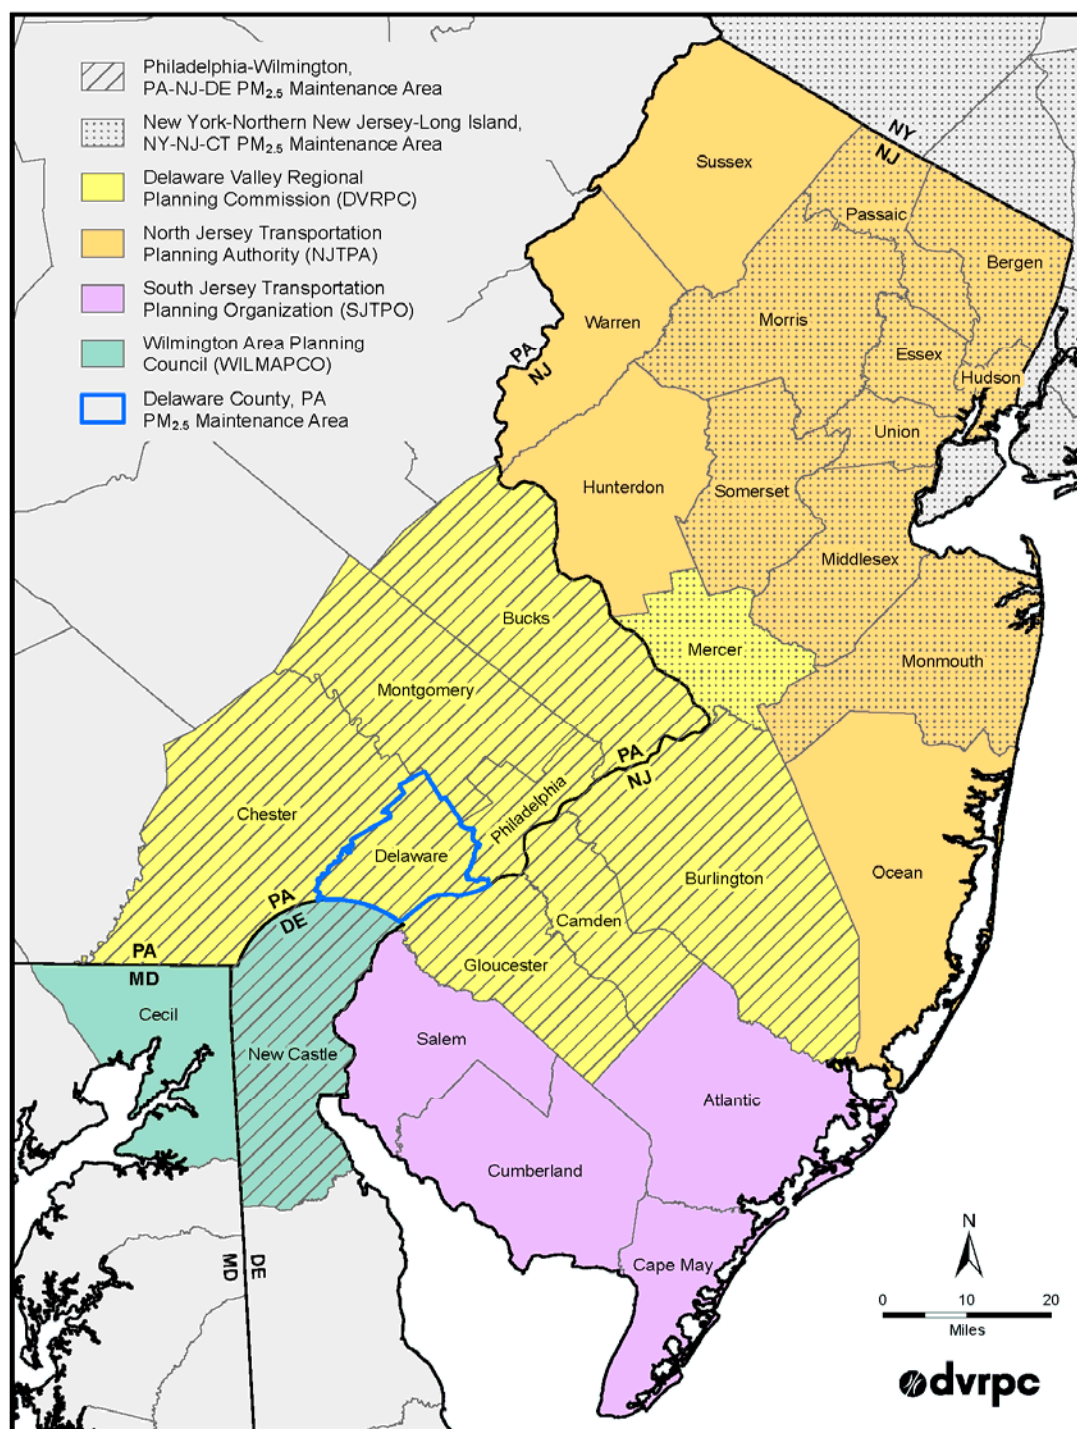 Philadelphia-Wilmington,
PA-NJ-DE PM2.5 Maintenance Area
New York-Northern New Jersey-Long Island,
NY-NJ-CT PM2.5 Maintenance Area
Delaware Valley Regional
Planning Commission (DVRPC)
North Jersey Transportation
Planning Authority (NJTPA)
South Jersey Transportation
Planning Organization (SJTPO)
Wilmington Area Planning
Council (WILMAPCO)
Delaware County, PA
PM2.5 Maintenance Area
NY
NJ
Sussex
Passaic
Bergen
Warren
Morris
PA
NJ
Essex
Hudson
Union
Hunterdon
Somerset
Middlesex
Bucks
Mercer
Monmouth
Montgomery
PA
NJ
Philadelphia
Chester
Delaware
Ocean
Burlington
PA
DE
Camden
PA
MD
Gloucester
Cecil
New Castle
Salem
Atlantic
Cumberland
Cape May
MD
DE
N
0 10 20
Miles
dvrpc